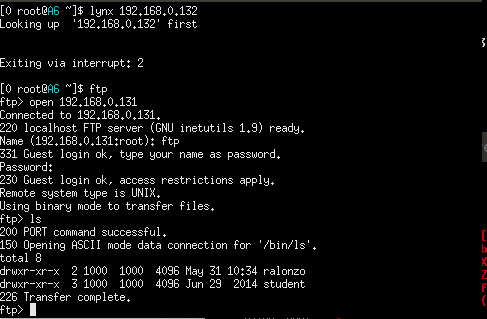 [0 root@A6 ~]$ lynx 192.168.0.132
Looking up  '192.168.0.132' first


Exiting via interrupt: 2

[0 root@A6 ~]$ ftp
ftp> open 192.168.0.131
Connected to 192.168.0.131.
220 localhost FTP server (GNU inetutils 1.9) ready.
Name (192.168.0.131:root): ftp
331 Guest login ok, type your name as password.
Password:
230 Guest login ok, access restrictions apply.
Remote system type is UNIX.
Using binary mode to transfer files.
ftp> ls
200 PORT command successful.
150 Opening ASCII mode data connection for '/bin/ls'.
total 8
drwxr-xr-x  2 1000  1000  4096 May 31 10:34 ralonzo
drwxr-xr-x  3 1000  1000  4096 Jun 29  2014 student
226 Transfer complete.
ftp>